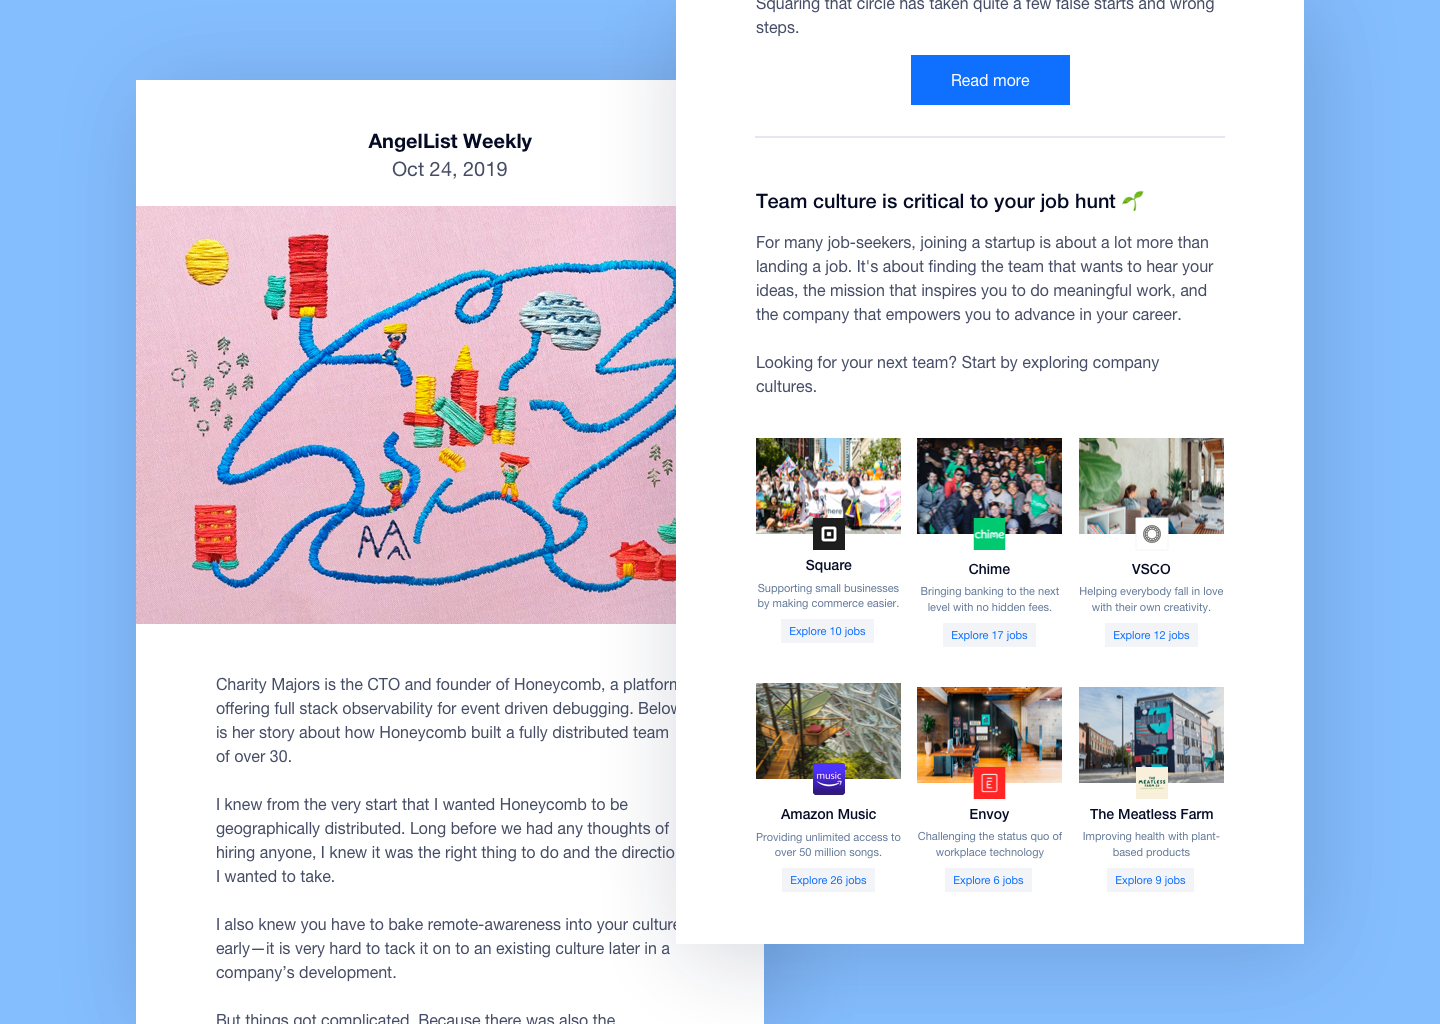 AngelList Weekly
Oct 24, 2019
Charity Majors is the CTO and founder of Honeycomb, a platform
offering full stack observability for event driven debugging. Below
is her story about how Honeycomb built a fully distributed team
of over 30.
I knew from the very start that I wanted Honeycomb to be
geographically distributed. Long before we had any thoughts of
hiring anyone, I knew it was the right thing to do and the directio
I wanted to take.
I also knew you have to bake remote-awareness into your culture
early—it is very hard to tack it on to an existing culture later in a
company’s development.
But things got complicated. Because there was also the
Squaring that circle has taken quite a few false starts and wrong
steps.
Read more
Team culture is critical to your job hunt 🌱
For many job-seekers, joining a startup is about a lot more than
landing a job. It's about finding the team that wants to hear your
ideas, the mission that inspires you to do meaningful work, and
the company that empowers you to advance in your career.
Looking for your next team? Start by exploring company
cultures.
here
Square
Supporting small businesses
by making commerce easier.
Explore 10 jobs
chime
Chime
Bringing banking to the next
level with no hidden fees.
Explore 17 jobs
VSCO
Helping everybody fall in love
with their own creativity.
Explore 12 jobs
music
Amazon Music
Providing unlimited access to
over 50 million songs.
Explore 26 jobs
E
Envoy
Challenging the status quo of
workplace technology
Explore 6 jobs
THE
MEATLESS
FARM CO
The Meatless Farm
Improving health with plant-
based products
Explore 9 jobs